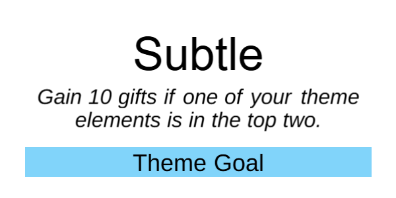 Subtle
Gain 10 gifts if one of your theme
elements is in the top two.
Theme Goal